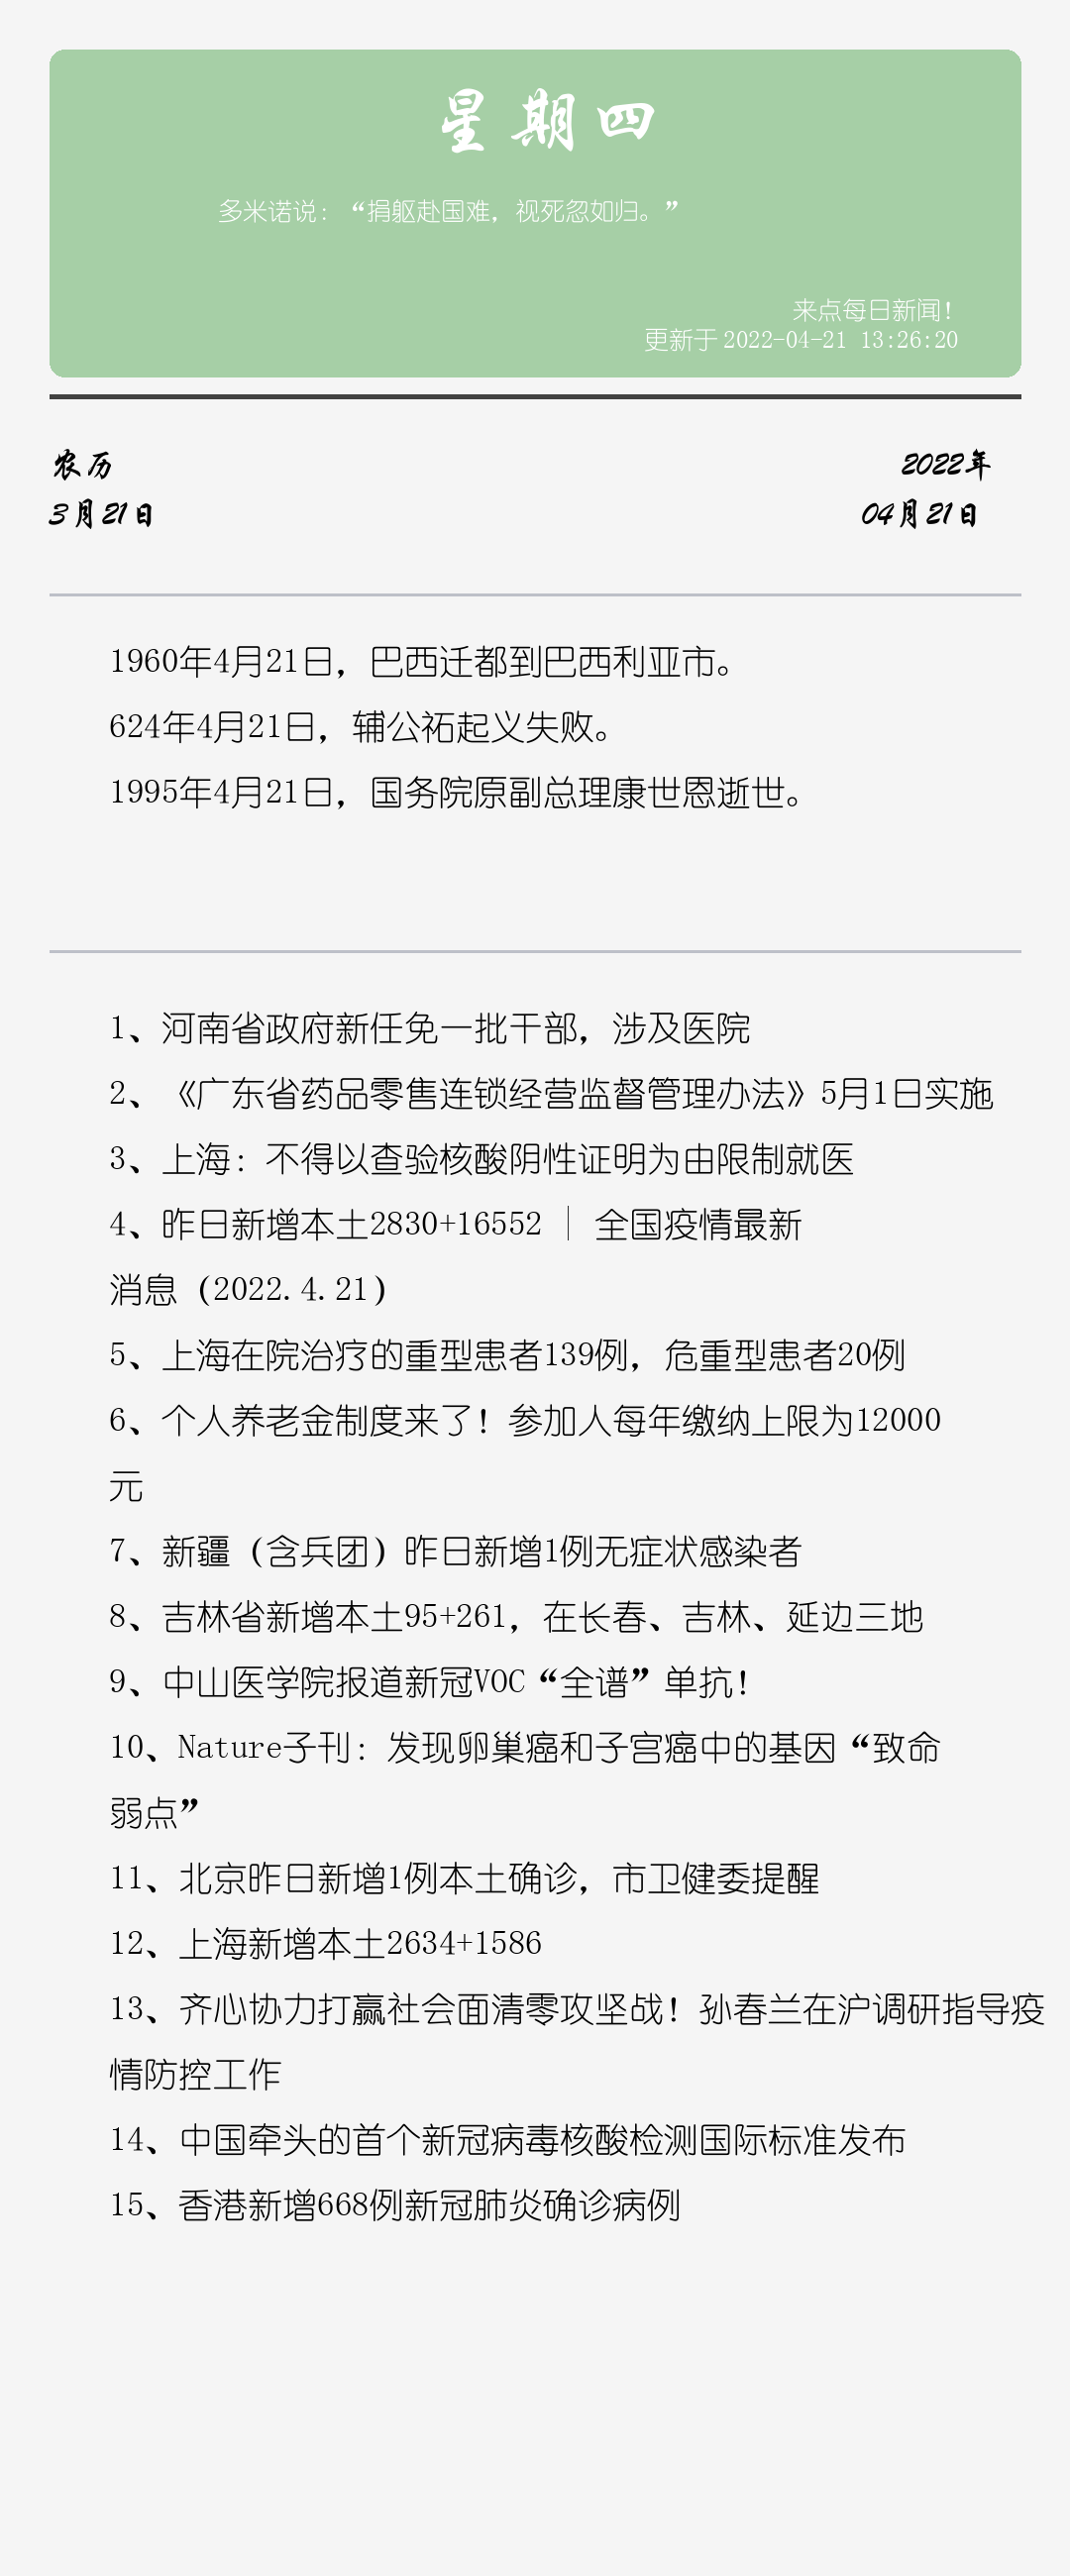 星期四
多米诺说：“捐躯赴国难，视死忽如归。”
来点每日新闻！
更新于2022-04-21 13:26:20
农历
3月21日
2022年
04月21日
1960年4月21日，巴西迁都到巴西利亚市。
624年4月21日，辅公祏起义失败。
1995年4月21日，国务院原副总理康世恩逝世。
1、河南省政府新任免一批干部，涉及医院
2、《广东省药品零售连锁经营监督管理办法》5月1日实施
3、上海：不得以查验核酸阴性证明为由限制就医
4、昨日新增本土2830+16552 ｜ 全国疫情最新
消息（2022.4.21）
5、上海在院治疗的重型患者139例，危重型患者20例
6、个人养老金制度来了！参加人每年缴纳上限为12000
元
7、新疆（含兵团）昨日新增1例无症状感染者
8、吉林省新增本土95+261，在长春、吉林、延边三地
9、中山医学院报道新冠VOC“全谱”单抗！
10、Nature子刊：发现卵巢癌和子宫癌中的基因“致命
弱点”
11、北京昨日新增1例本土确诊，市卫健委提醒
12、上海新增本土2634+1586
13、齐心协力打赢社会面清零攻坚战！孙春兰在沪调研指导疫
情防控工作
14、中国牵头的首个新冠病毒核酸检测国际标准发布
15、香港新增668例新冠肺炎确诊病例